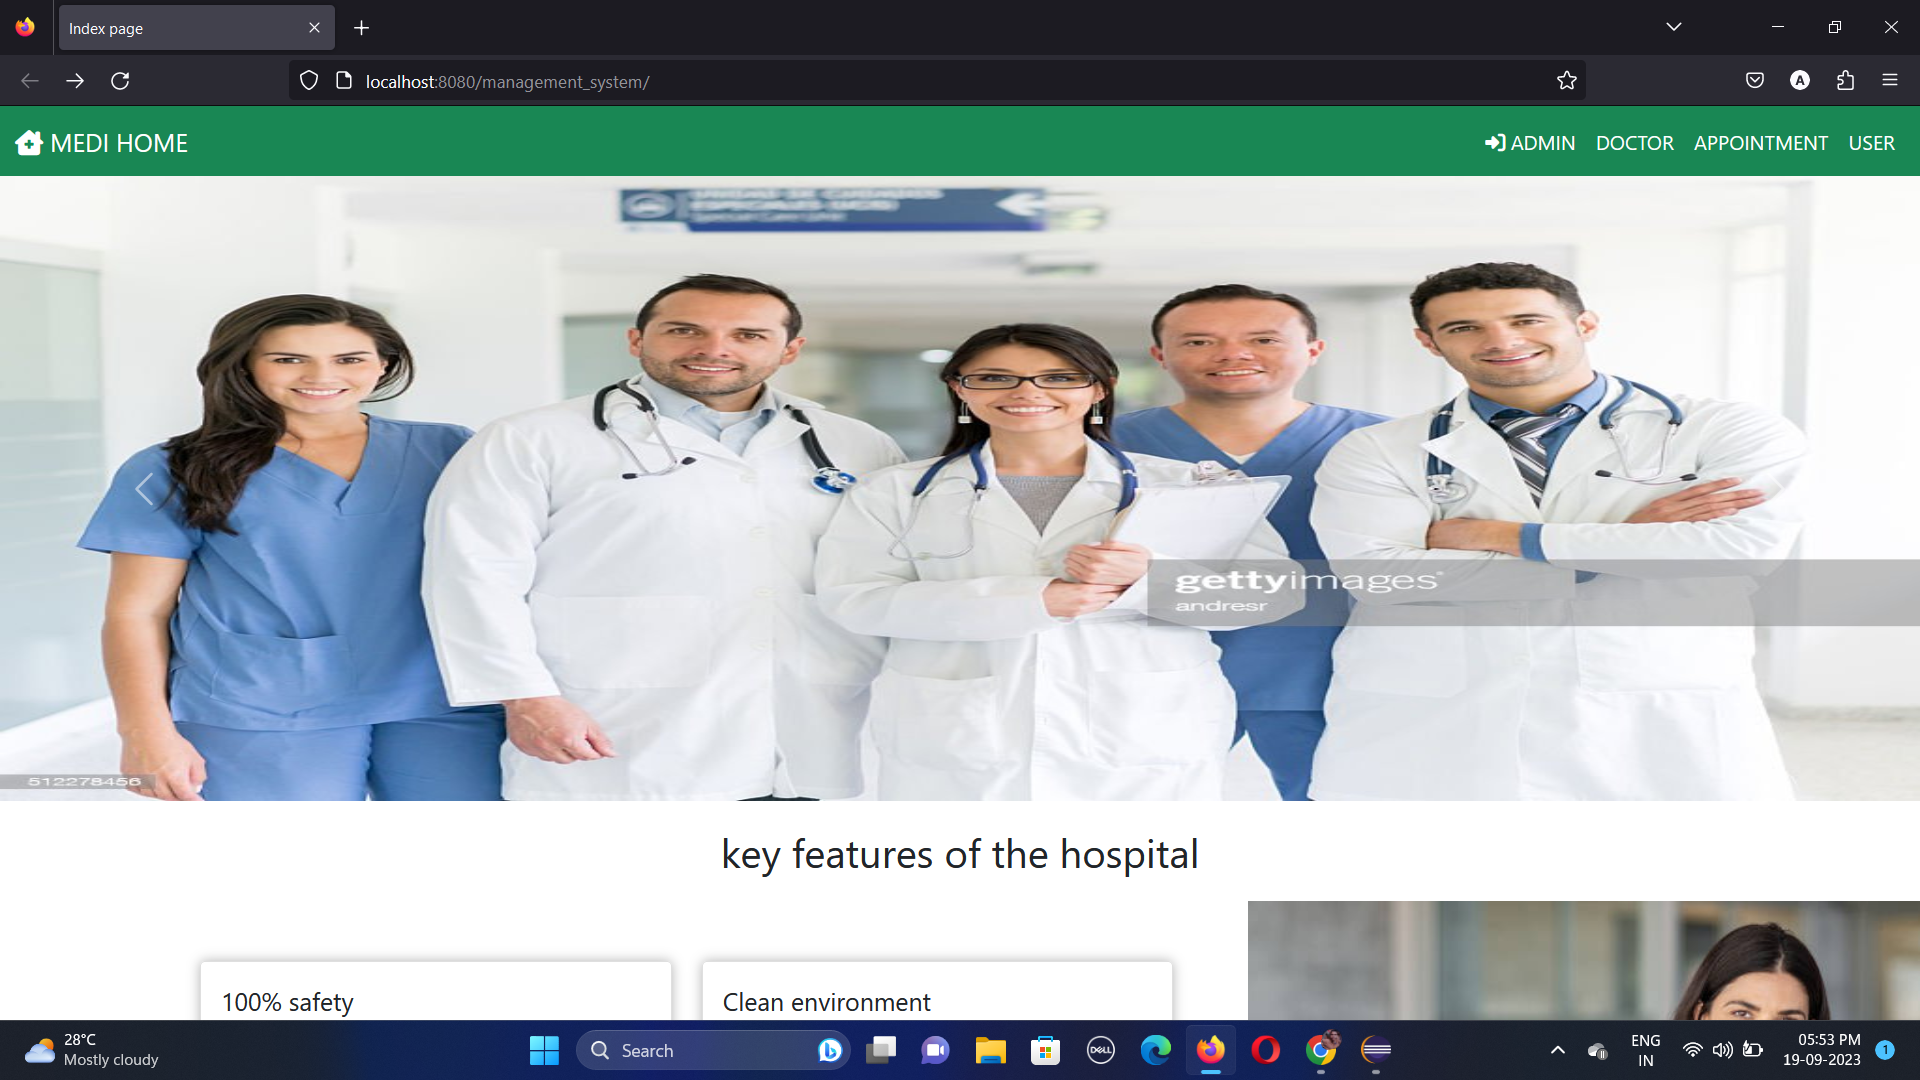 Index page
localhost:8080/management_system/
MEDI HOME
ADMIN DOCTOR APPOINTMENT USER
gettyimages
andresr
512278456
key features of the hospital
100% safety
Clean environment
28°C
Mostly cloudy
Search
DELL
ENG
IN
05:53 PM
19-09-2023
1